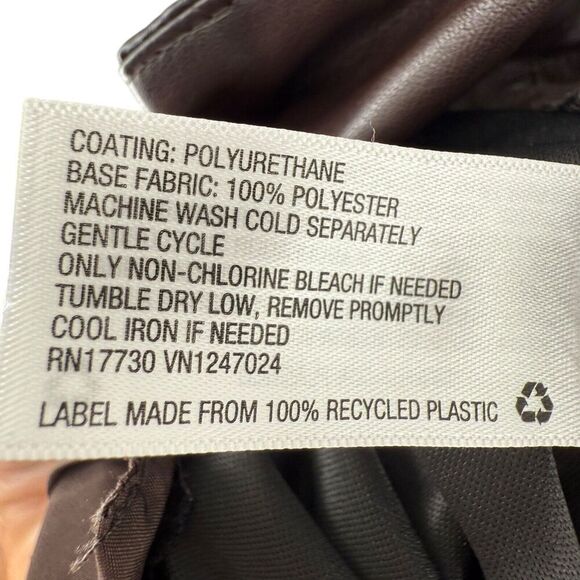 COATING: POLYURETHANE
BASE FABRIC: 100% POLYESTER
MACHINE WASH COLD SEPARATELY
GENTLE CYCLE
ONLY NON-CHLORINE BLEACH IF NEEDED
TUMBLE DRY LOW, REMOVE PROMPTLY
COOL IRON IF NEEDED
RN17730 VN1247024
LABEL MADE FROM 100% RECYCLED PLASTIC